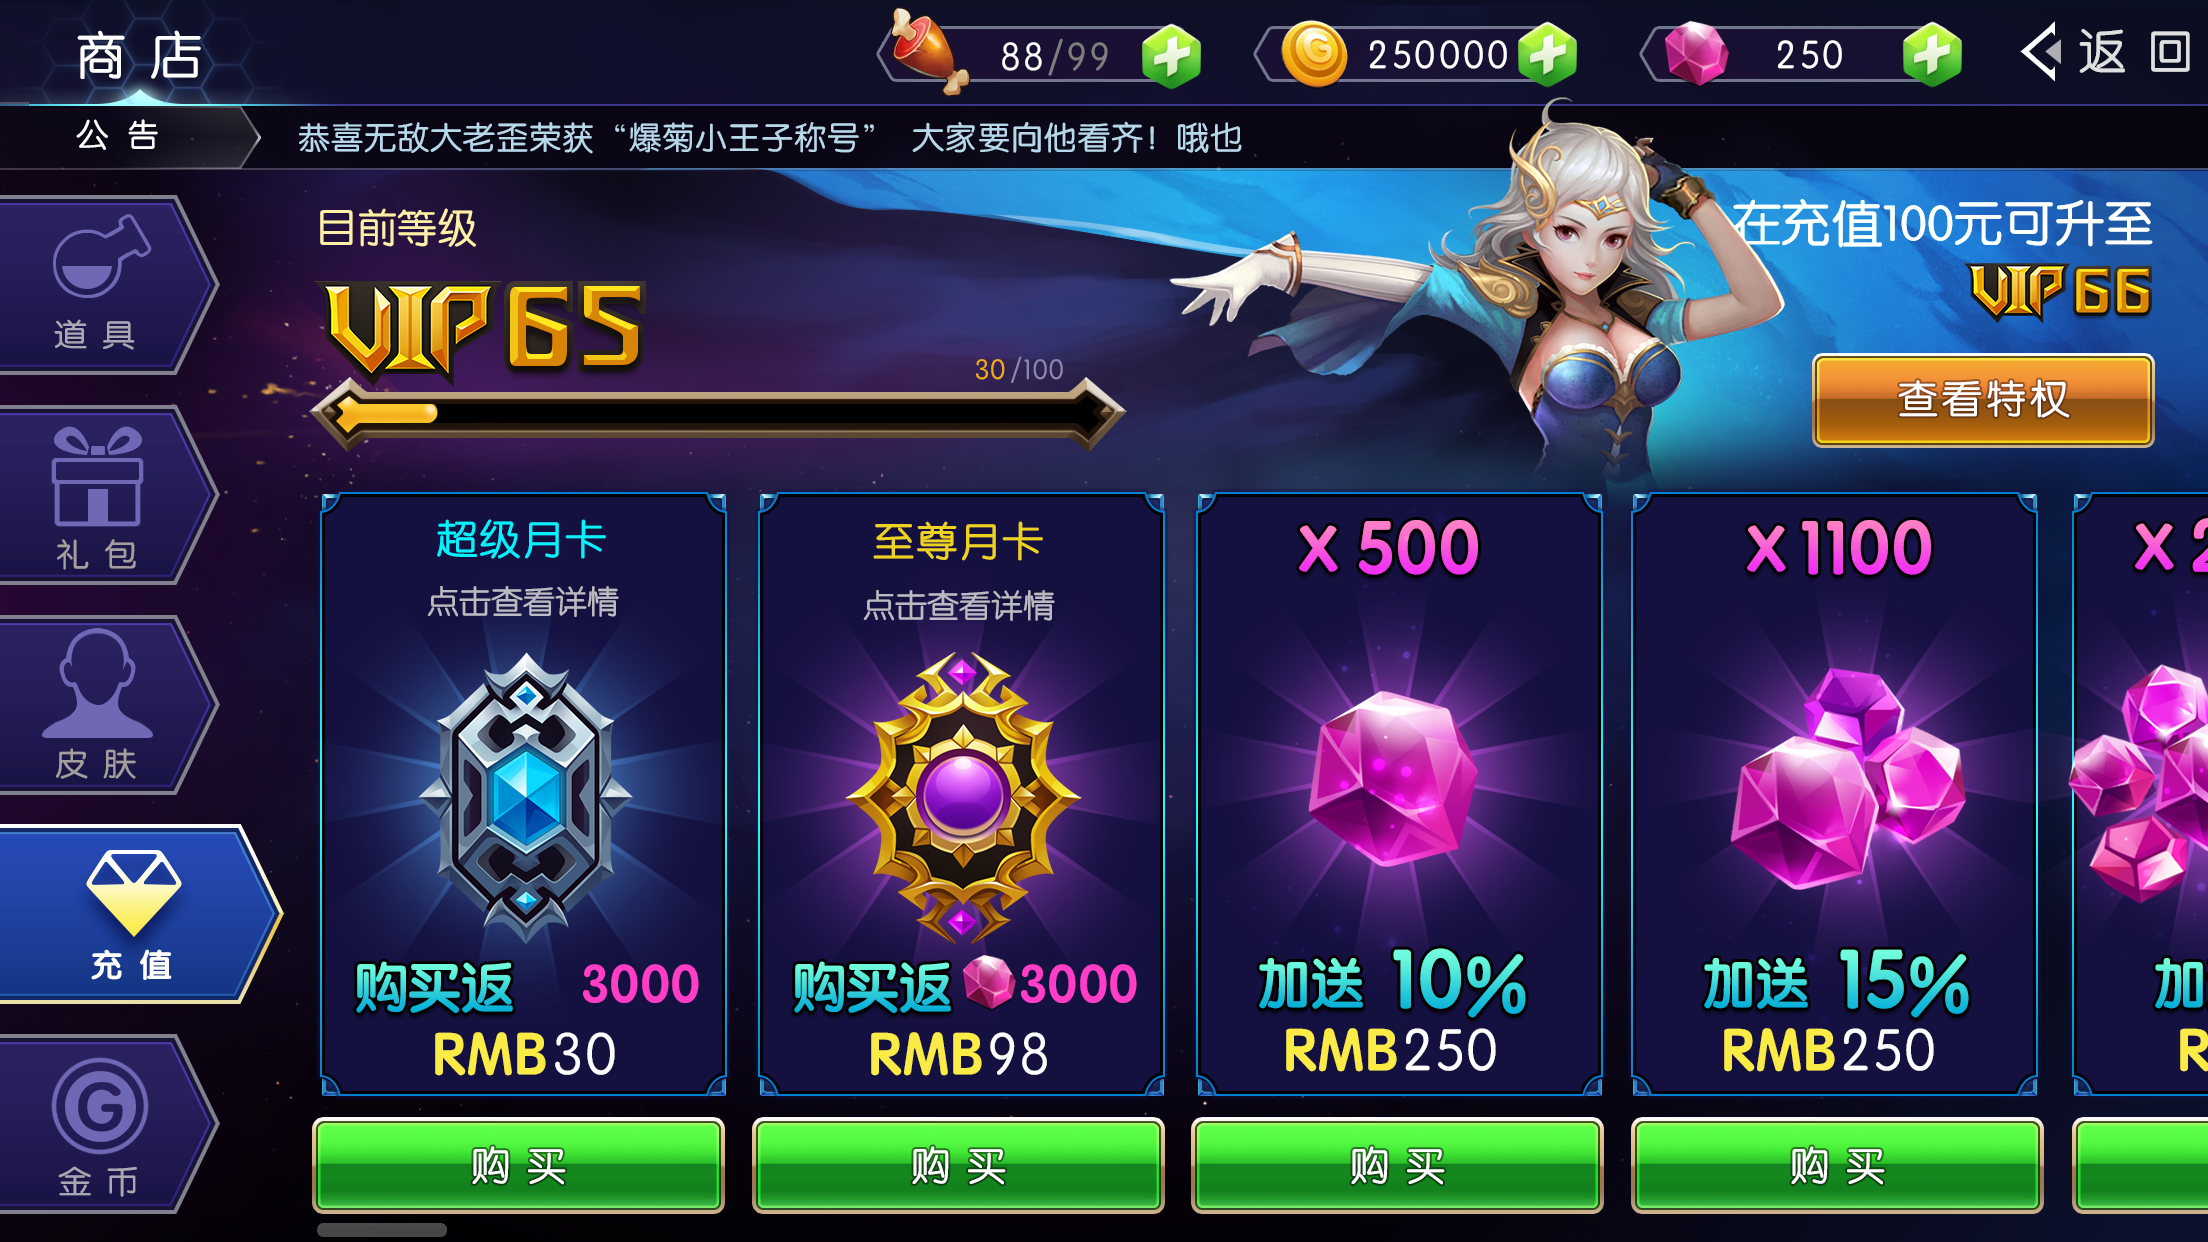 商店
88/99
250000
250
返回
公告
恭喜无敌大老歪荣获“爆菊小王子称号” 大家要向他看齐！哦也
道具
礼包
皮肤
充值
G
金币
目前等级
VIP65
30/100
在充值100元可升至
VIP66
查看特权
超级月卡
点击查看详情
购买返 3000
RMB30
购买
至尊月卡
点击查看详情
购买返 3000
RMB98
购买
X 500
加送 10%
RMB250
购买
X 1100
加送 15%
RMB250
购买
X 2
加
R